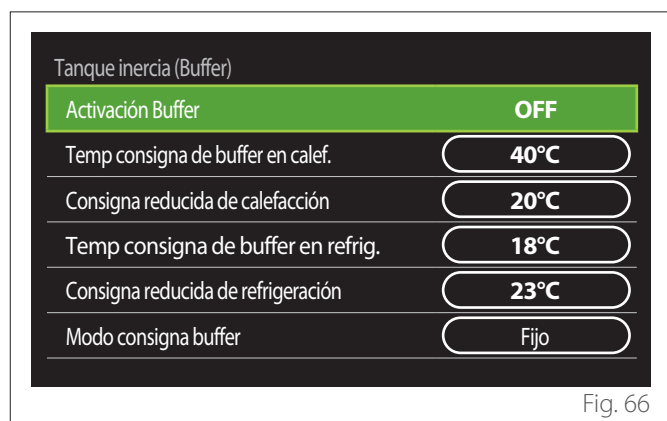 Tanque inercia (Buffer)
Activación Buffer OFF
Temp consigna de buffer en calef. 40°C
Consigna reducida de calefacción 20°C
Temp consigna de buffer en refrig. 18°C
Consigna reducida de refrigeración 23°C
Modo consigna buffer Fijo
Fig. 66